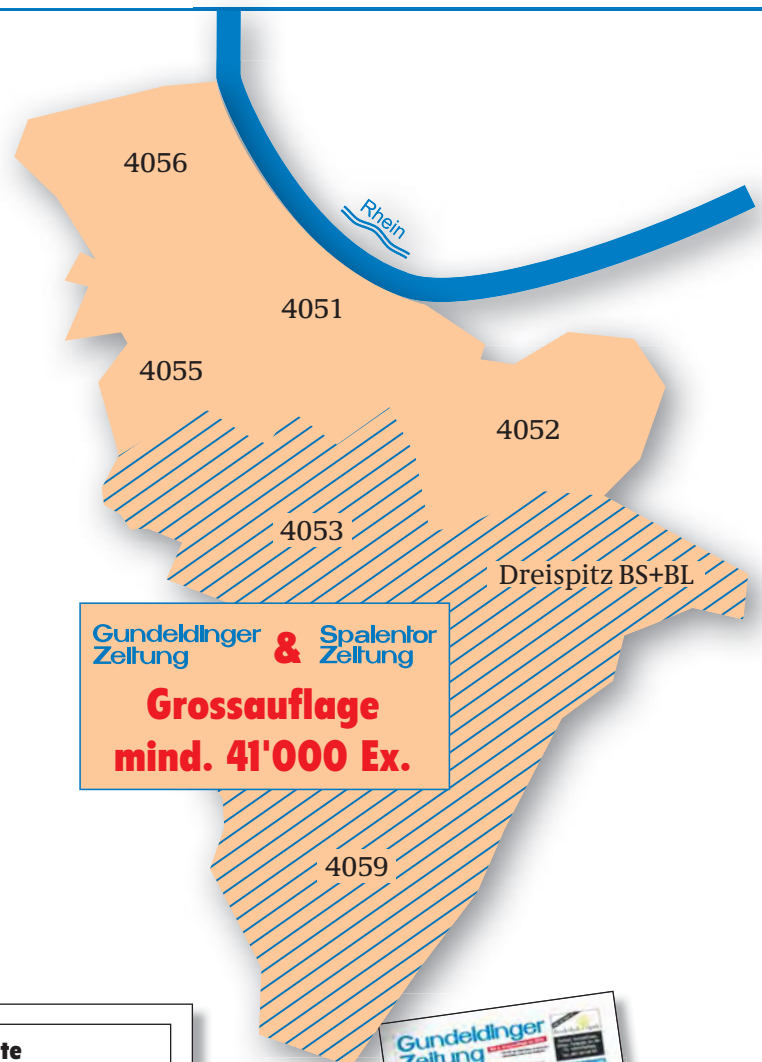 4056
Rhein
4051
4055
4052
4053
Dreispitz BS+BL
Gundeldinger Zeitung & Spalentor Zeitung
Grossauflage
mind. 41'000 Ex.
4059
te
Gundeldinger
Zeitung